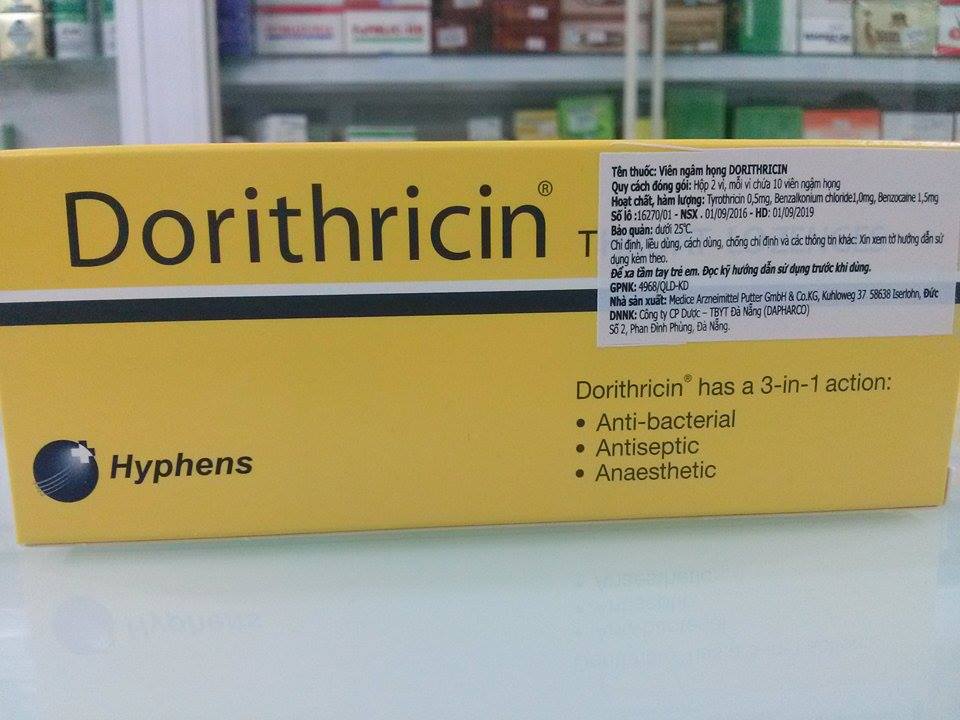 Dorithricin®
T
Tên thuốc: Viên ngậm họng DORITHRICIN
Quy cách đóng gói: Hộp 2 vỉ, mỗi vỉ chứa 10 viên ngậm họng
Hoạt chất, hàm lượng: Tyrothricin 0,5mg, Benzalkonium chloride1,0mg, Benzocaine 1,5mg
Số lô :16270/01 - NSX . 01/09/2016 - HD: 01/09/2019
Bảo quản: dưới 25℃.
Chỉ định, liều dùng, cách dùng, chống chỉ định và các thông tin khác: Xin xem tờ hướng dẫn sử
dụng kèm theo.
Để xa tầm tay trẻ em. Đọc kỹ hướng dẫn sử dụng trước khi dùng.
GPNK: 4968/QLD-KD
Nhà sản xuất: Medice Arzneimittel Putter GmbH & Co.KG, Kuhloweg 37 58638 Iserlohn, Đức
DNNK: Công ty CP Dược – TBYT Đà Nẵng (DAPHARCO)
Số 2, Phan Đình Phùng, Đà Nẵng.
Dorithricin® has a 3-in-1 action:
• Anti-bacterial
• Antiseptic
• Anaesthetic
Hyphens